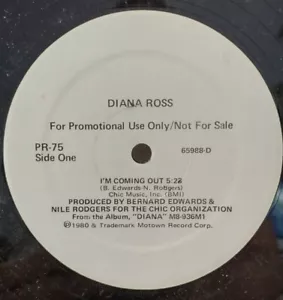 DIANA ROSS
For Promotional Use Only/Not For Sale
PR-75
65988-D
Side One
I'M COMING OUT 5:23
(B. Edwards-N. Rodgers)
Chic Music, Inc. (BMI)
PRODUCED BY BERNARD EDWARDS &
NILE RODGERS FOR THE CHIC ORGANIZATION
From the Album, "DIANA" M8-936M1
℗1980 & Trademark Motown Record Corp.